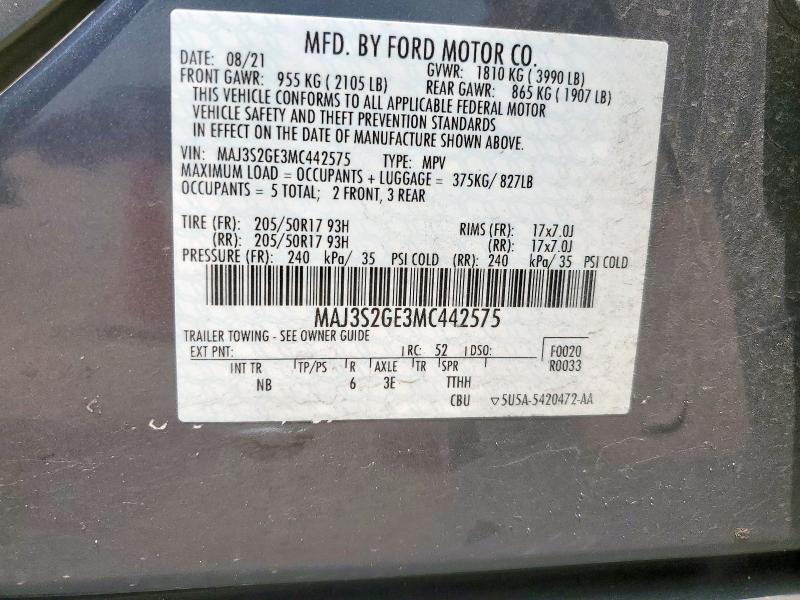 MFD. BY FORD MOTOR CO.
DATE: 08/21 GVWR: 1810 KG ( 3990 LB)
FRONT GAWR: 955 KG ( 2105 LB) REAR GAWR: 865 KG ( 1907 LB)
THIS VEHICLE CONFORMS TO ALL APPLICABLE FEDERAL MOTOR
VEHICLE SAFETY AND THEFT PREVENTION STANDARDS
IN EFFECT ON THE DATE OF MANUFACTURE SHOWN ABOVE.
VIN: MAJ3S2GE3MC442575 TYPE: MPV
MAXIMUM LOAD = OCCUPANTS + LUGGAGE = 375KG/ 827LB
OCCUPANTS = 5 TOTAL; 2 FRONT, 3 REAR
TIRE (FR): 205/50R17 93H RIMS (FR): 17x7.0J
(RR): 205/50R17 93H (RR): 17x7.0J
PRESSURE (FR): 240 kPa/ 35 PSI COLD (RR): 240 kPa/ 35 PSI COLD
MAJ3S2GE3MC442575
TRAILER TOWING - SEE OWNER GUIDE
EXT PNT: RC: 52 DSO: F0020
INT TR TP/PS R AXLE TR SPR R0033
NB 6 3E TTHH
CBU ▽5U5A-5420472-AA